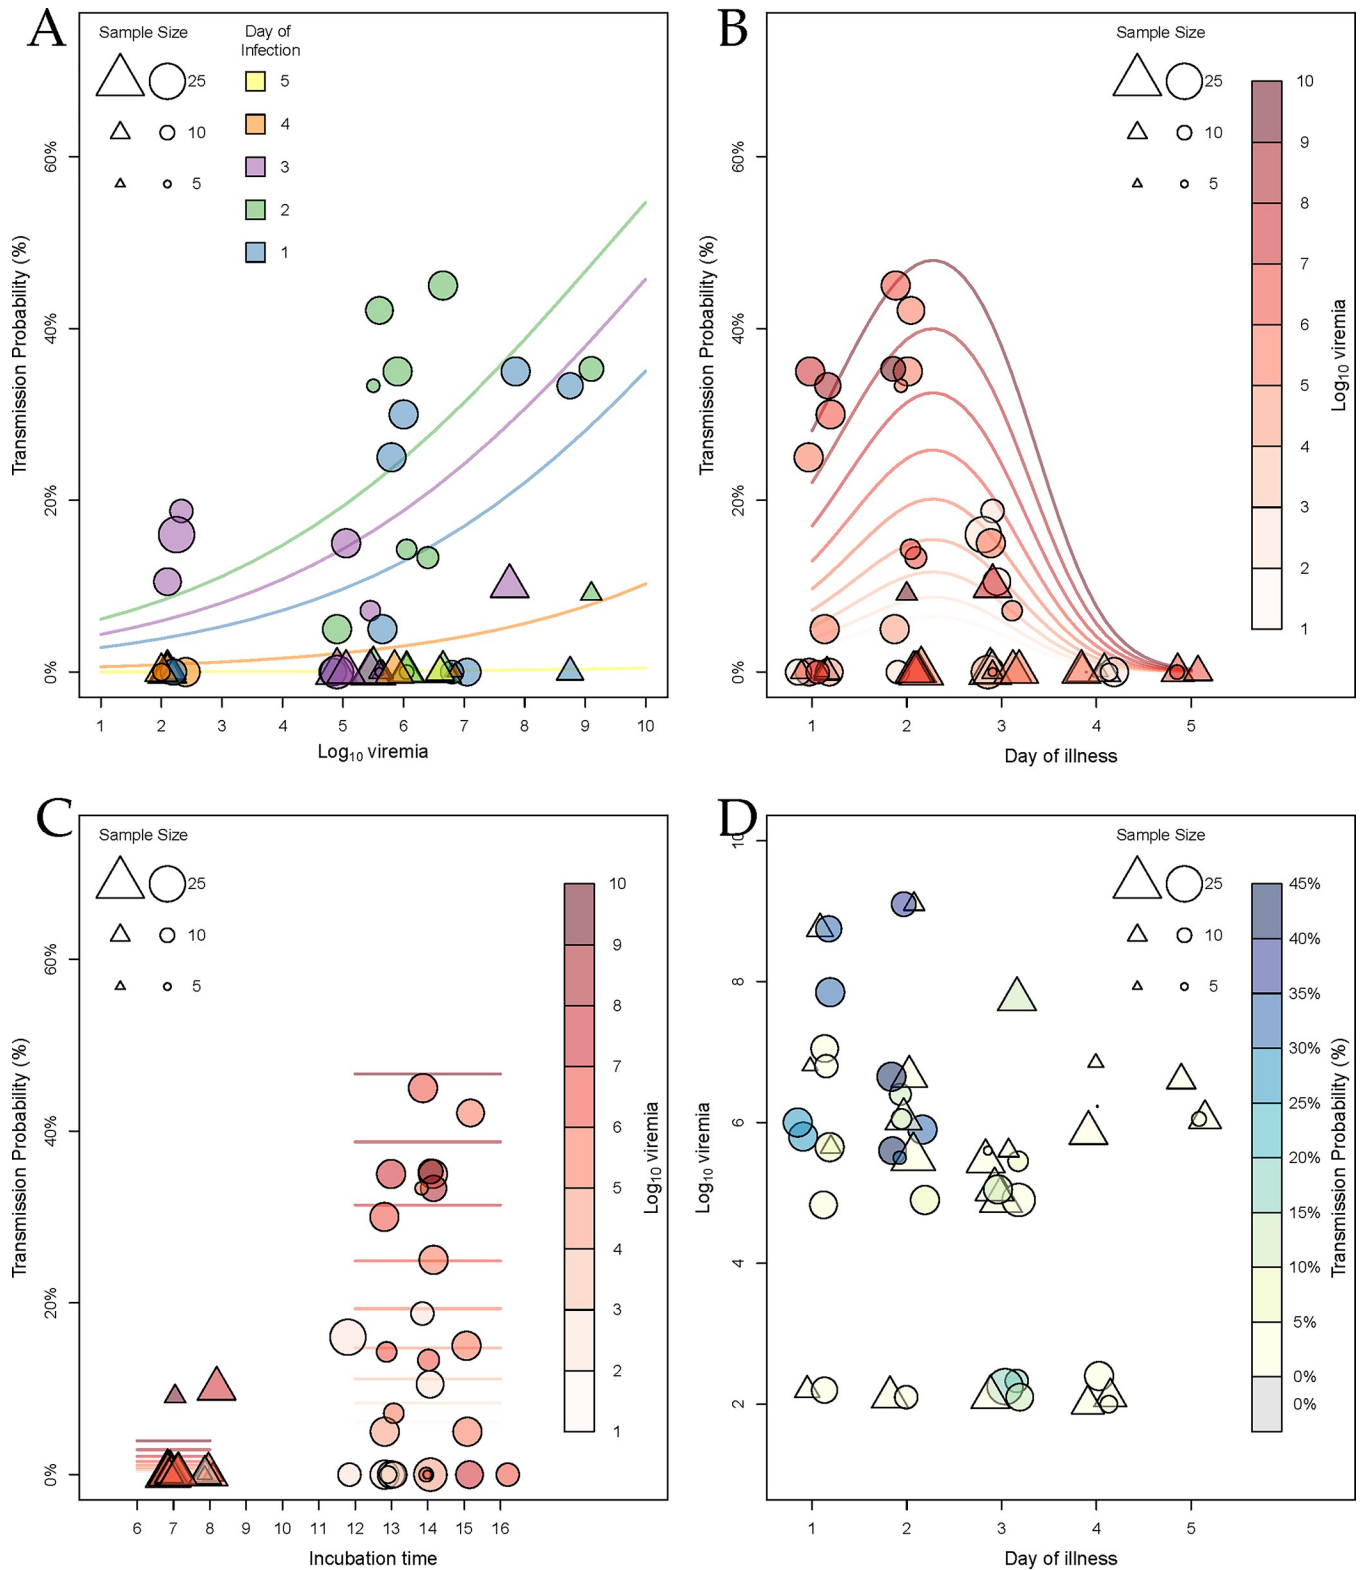 A
Sample Size
25
10
5
Day of
Infection
5
4
3
2
1
Transmission Probability (%)
60%
40%
20%
0%
1 2 3 4 5 6 7 8 9 10
Log10 viremia
B
Sample Size
25
10
5
10
9
8
7
6
5
4
3
2
1
Log10 viremia
Transmission Probability (%)
60%
40%
20%
0%
1 2 3 4 5
Day of illness
C
Sample Size
25
10
5
10
9
8
7
6
5
4
3
2
1
Log10 viremia
Transmission Probability (%)
60%
40%
20%
0%
6 7 8 9 10 11 12 13 14 15 16
Incubation time
D
Sample Size
25
10
5
45%
40%
35%
30%
25%
20%
15%
10%
5%
0%
0%
Transmission Probability (%)
Log10 viremia
10
8
6
4
2
1 2 3 4 5
Day of illness